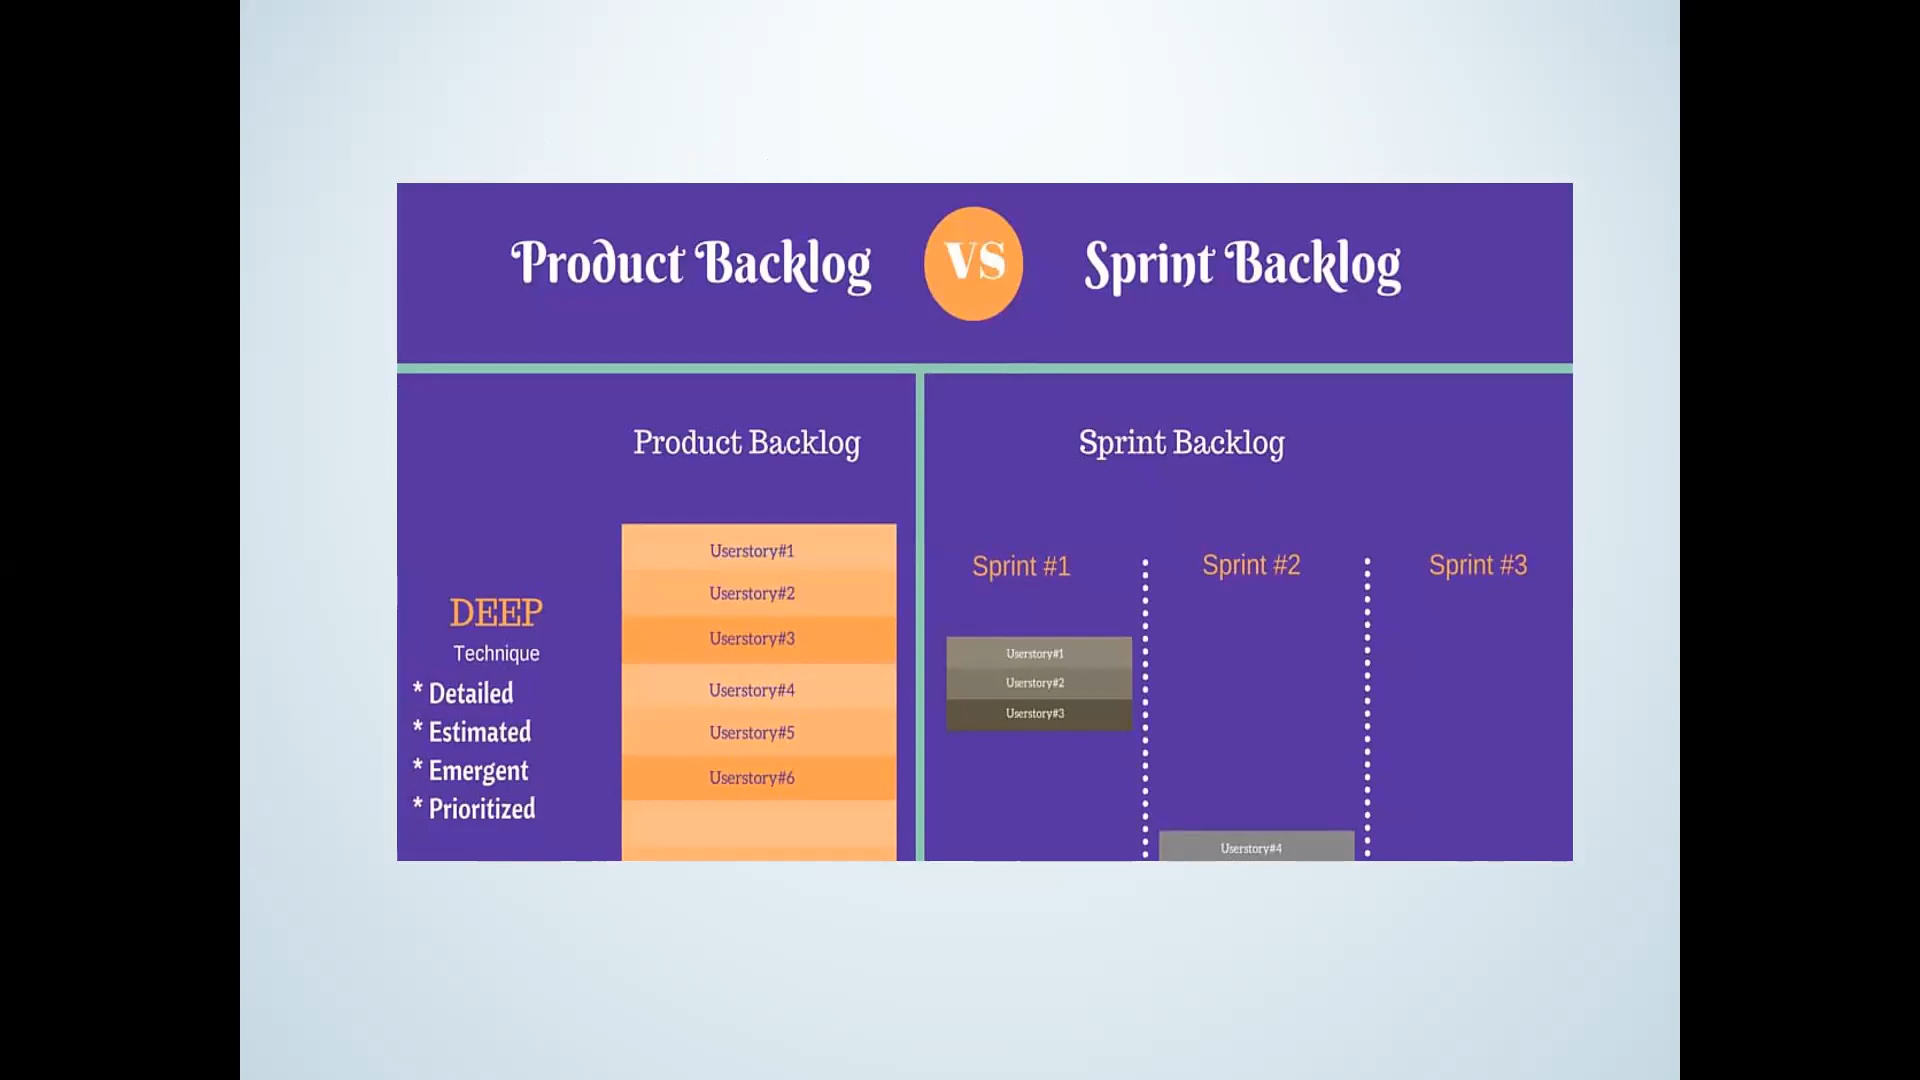 Product Backlog VS Sprint Backlog
Product Backlog
Userstory#1
Userstory#2
Userstory#3
Userstory#4
Userstory#5
Userstory#6
DEEP
Technique
* Detailed
* Estimated
* Emergent
* Prioritized
Sprint Backlog
Sprint #1
Userstory#1
Userstory#2
Userstory#3
Sprint #2
Userstory#4
Sprint #3